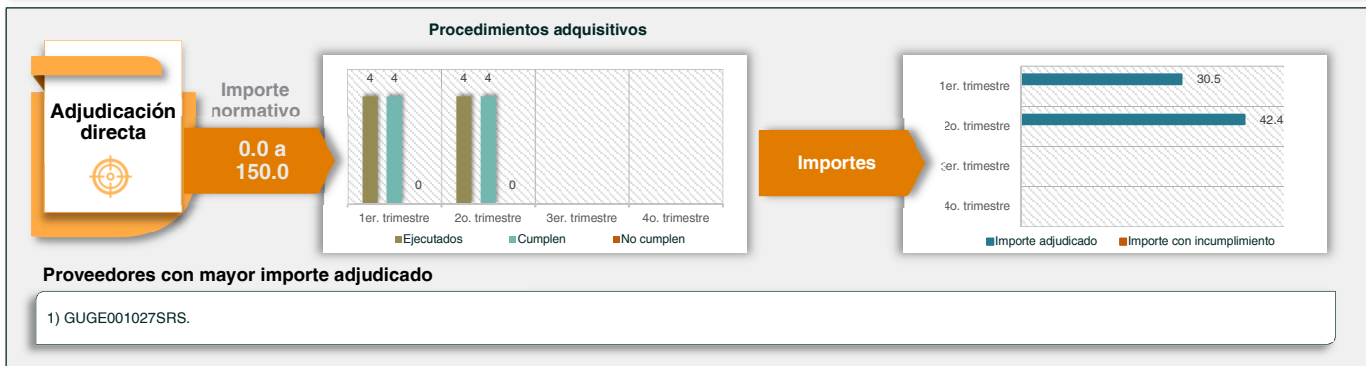 Procedimientos adquisitivos
Adjudicación
directa
Importe
normativo
0.0 a
150.0
4 4 0 4 4 0
1er. trimestre 2o. trimestre 3er. trimestre 4o. trimestre
Ejecutados Cumplen No cumplen
Importes
1er. trimestre 30.5
2o. trimestre 42.4
3er. trimestre
4o. trimestre
Importe adjudicado Importe con incumplimiento
Proveedores con mayor importe adjudicado
1) GUGE001027SRS.